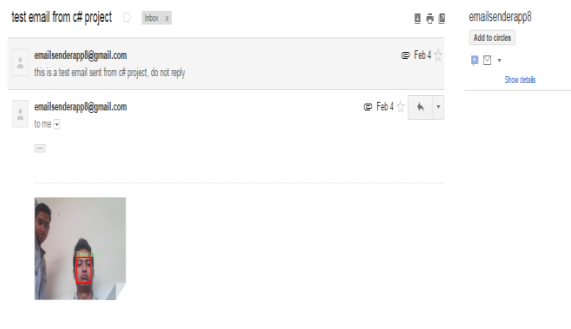 test email from c# project
Inbox x
emailsenderapp8@gmail.com
Feb 4
this is a test email sent from c# project, do not reply
emailsenderapp8@gmail.com
Feb 4
to me
emailsenderapp8
Add to circles
Show details